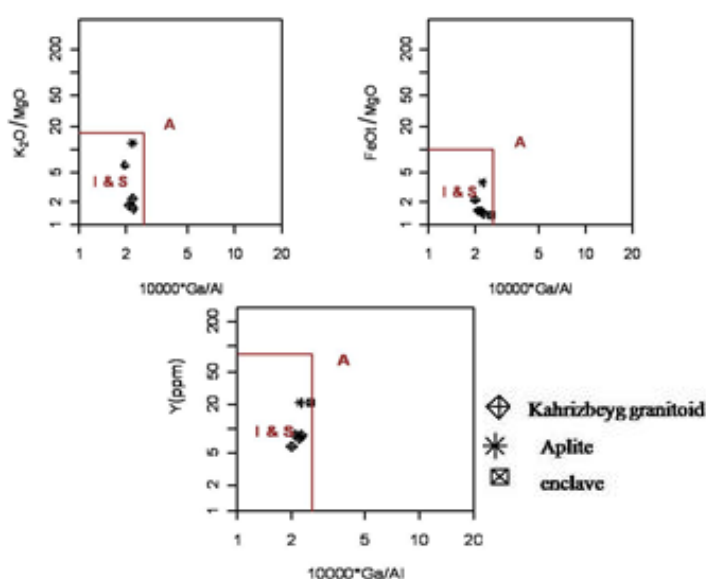 K₂O/MgO
200
50
20
10
5
2
1
A
I & S
1 2 5 10 20
10000*Ga/Al
FeOt/MgO
200
50
20
10
5
2
1
A
I & S
1 2 5 10 20
10000*Ga/Al
Y(ppm)
200
50
20
5
2
1
A
I & S
1 2 5 10 20
10000*Ga/Al
Kahrizbeyg granitoid
Aplite
enclave